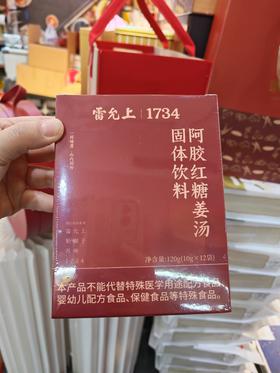 雷允上 | 1734
阿胶红糖姜汤
固体饮料
净含量:120g(10g×12袋)
本产品不能代替特殊医学用途配方食品、
婴幼儿配方食品、保健食品等特殊食品。